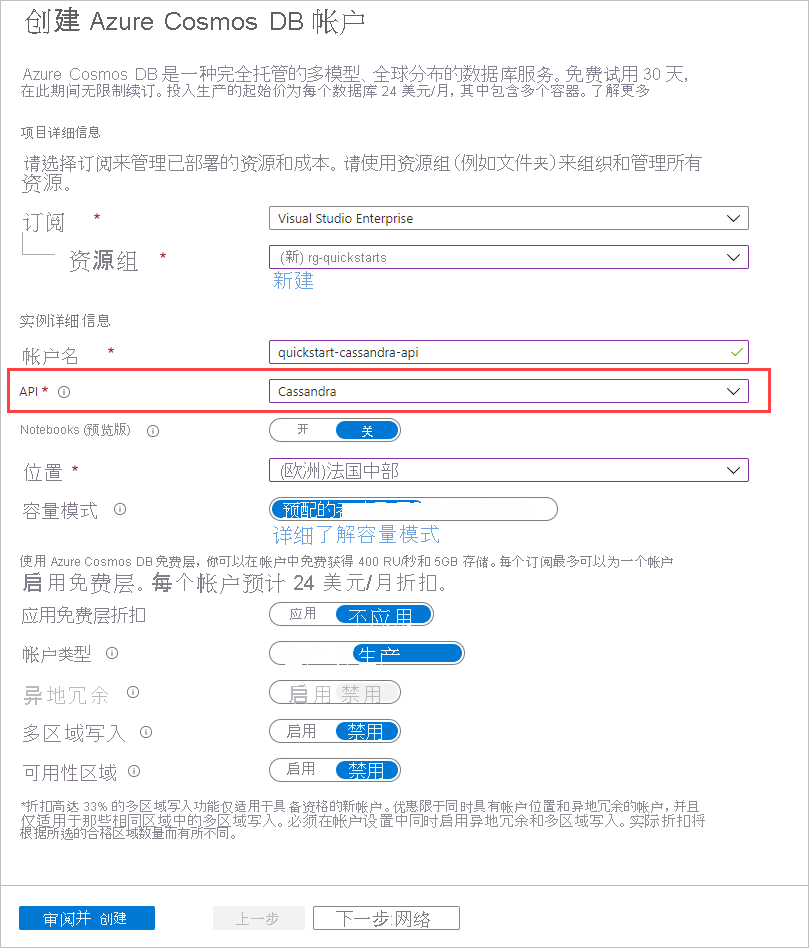 创建 Azure Cosmos DB 帐户
Azure Cosmos DB 是一种完全托管的多模型、全球分布的数据库服务。免费试用 30 天,
在此期间无限制续订。投入生产的起始价为每个数据库 24 美元/月，其中包含多个容器。了解更多
项目详细信息
请选择订阅来管理已部署的资源和成本。请使用资源组(例如文件夹)来组织和管理所有
资源。
订阅 * Visual Studio Enterprise
资源组 * (新) rg-quickstarts
新建
实例详细信息
帐户名 * quickstart-cassandra-api
API * Cassandra
Notebooks (预览版) 开 关
位置 * (欧洲)法国中部
容量模式 预配的
详细了解容量模式
使用 Azure Cosmos DB 免费层，你可以在帐户中免费获得 400 RU/秒和 5GB 存储。每个订阅最多可以为一个帐户
启用免费层。每个帐户预计 24 美元/月折扣。
应用免费层折扣 应用 不应用
帐户类型 生产
异地冗余 启用 禁用
多区域写入 启用 禁用
可用性区域 启用 禁用
*折扣高达 33% 的多区域写入功能仅适用于具备资格的新帐户。优惠限于同时具有帐户位置和异地冗余的帐户，并且
仅适用于那些相同区域中的多区域写入。必须在帐户设置中同时启用异地冗余和多区域写入。实际折扣将
根据所选的合格区域数量而有所不同。
审阅并 创建 上一步 下一步:网络